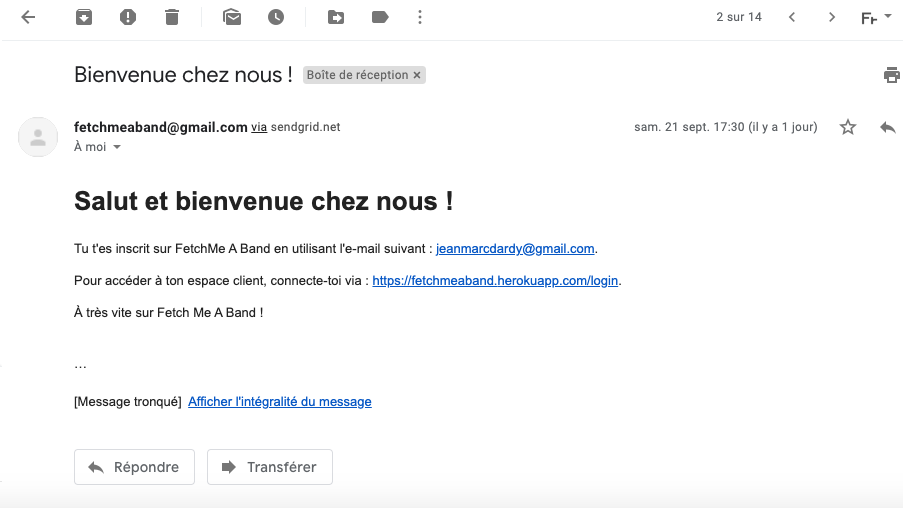 2 sur 14
Fr
Bienvenue chez nous ! Boîte de réception ×
fetchmeaband@gmail.com via sendgrid.net
sam. 21 sept. 17:30 (il y a 1 jour)
À moi
Salut et bienvenue chez nous !
Tu t'es inscrit sur FetchMe A Band en utilisant l'e-mail suivant : jeanmarcdardy@gmail.com.
Pour accéder à ton espace client, connecte-toi via : https://fetchmeaband.herokuapp.com/login.
À très vite sur Fetch Me A Band !
...
[Message tronqué] Afficher l'intégralité du message
Répondre
Transférer